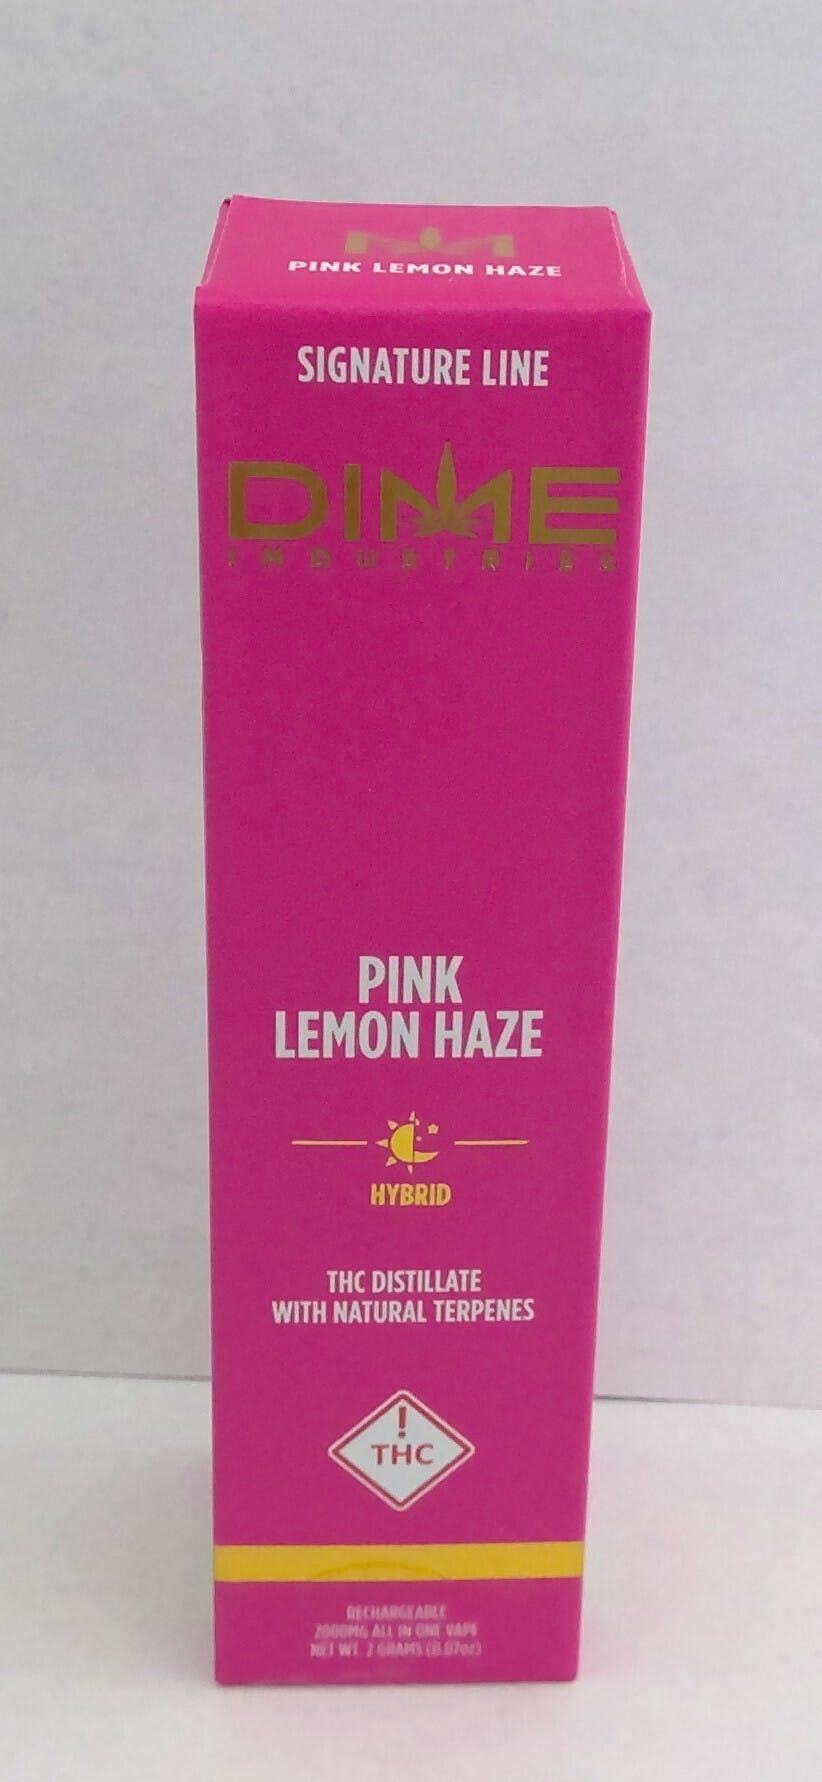 PINK LEMON HAZE
SIGNATURE LINE
DIME
INDUSTRIES
PINK
LEMON HAZE
HYBRID
THC DISTILLATE
WITH NATURAL TERPENES
!
THC
RECHARGEABLE
2000MG ALL IN ONE VAPE
NET WT. 2 GRAMS (0.07oz)